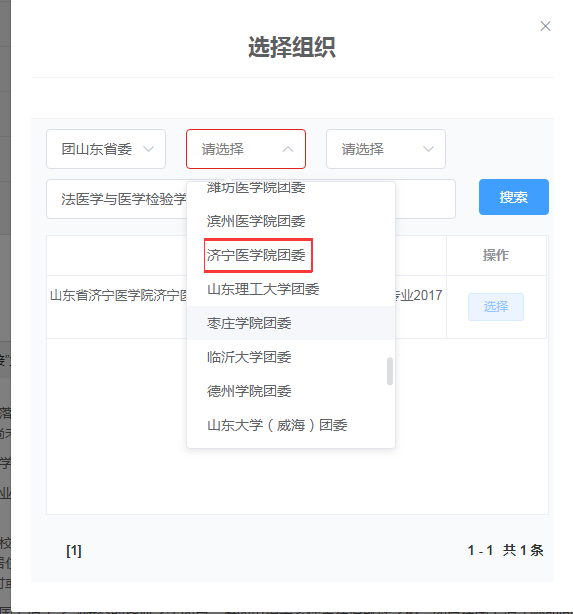 选择组织
团山东省委
请选择
请选择
法医学与医学检验学
搜索
潍坊医学院团委
滨州医学院团委
济宁医学院团委
山东理工大学团委
枣庄学院团委
临沂大学团委
德州学院团委
山东大学（威海）团委
操作
山东省济宁医学院济宁医
专业2017
选择
[1]
1 - 1 共 1 条